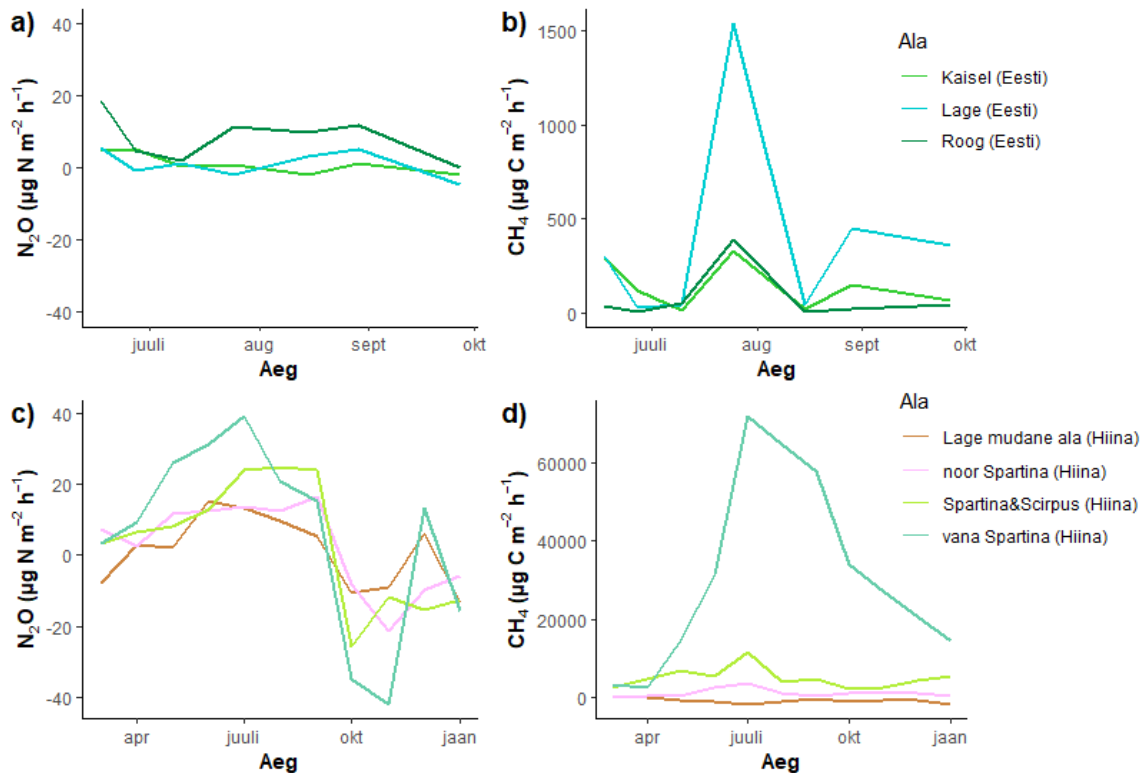 a)
N₂O (µg N m⁻² h⁻¹)
40
20
0
-20
-40
juuli
aug
sept
okt
Aeg
b)
CH₄ (µg C m⁻² h⁻¹)
1500
1000
500
0
juuli
aug
sept
okt
Aeg
Ala
Kaisel (Eesti)
Lage (Eesti)
Roog (Eesti)
c)
N₂O (µg N m⁻² h⁻¹)
40
20
0
-20
-40
apr
juuli
okt
jaan
Aeg
d)
CH₄ (µg C m⁻² h⁻¹)
60000
40000
20000
0
apr
juuli
okt
jaan
Aeg
Ala
Lage mudane ala (Hiina)
noor Spartina (Hiina)
Spartina&Scirpus (Hiina)
vana Spartina (Hiina)